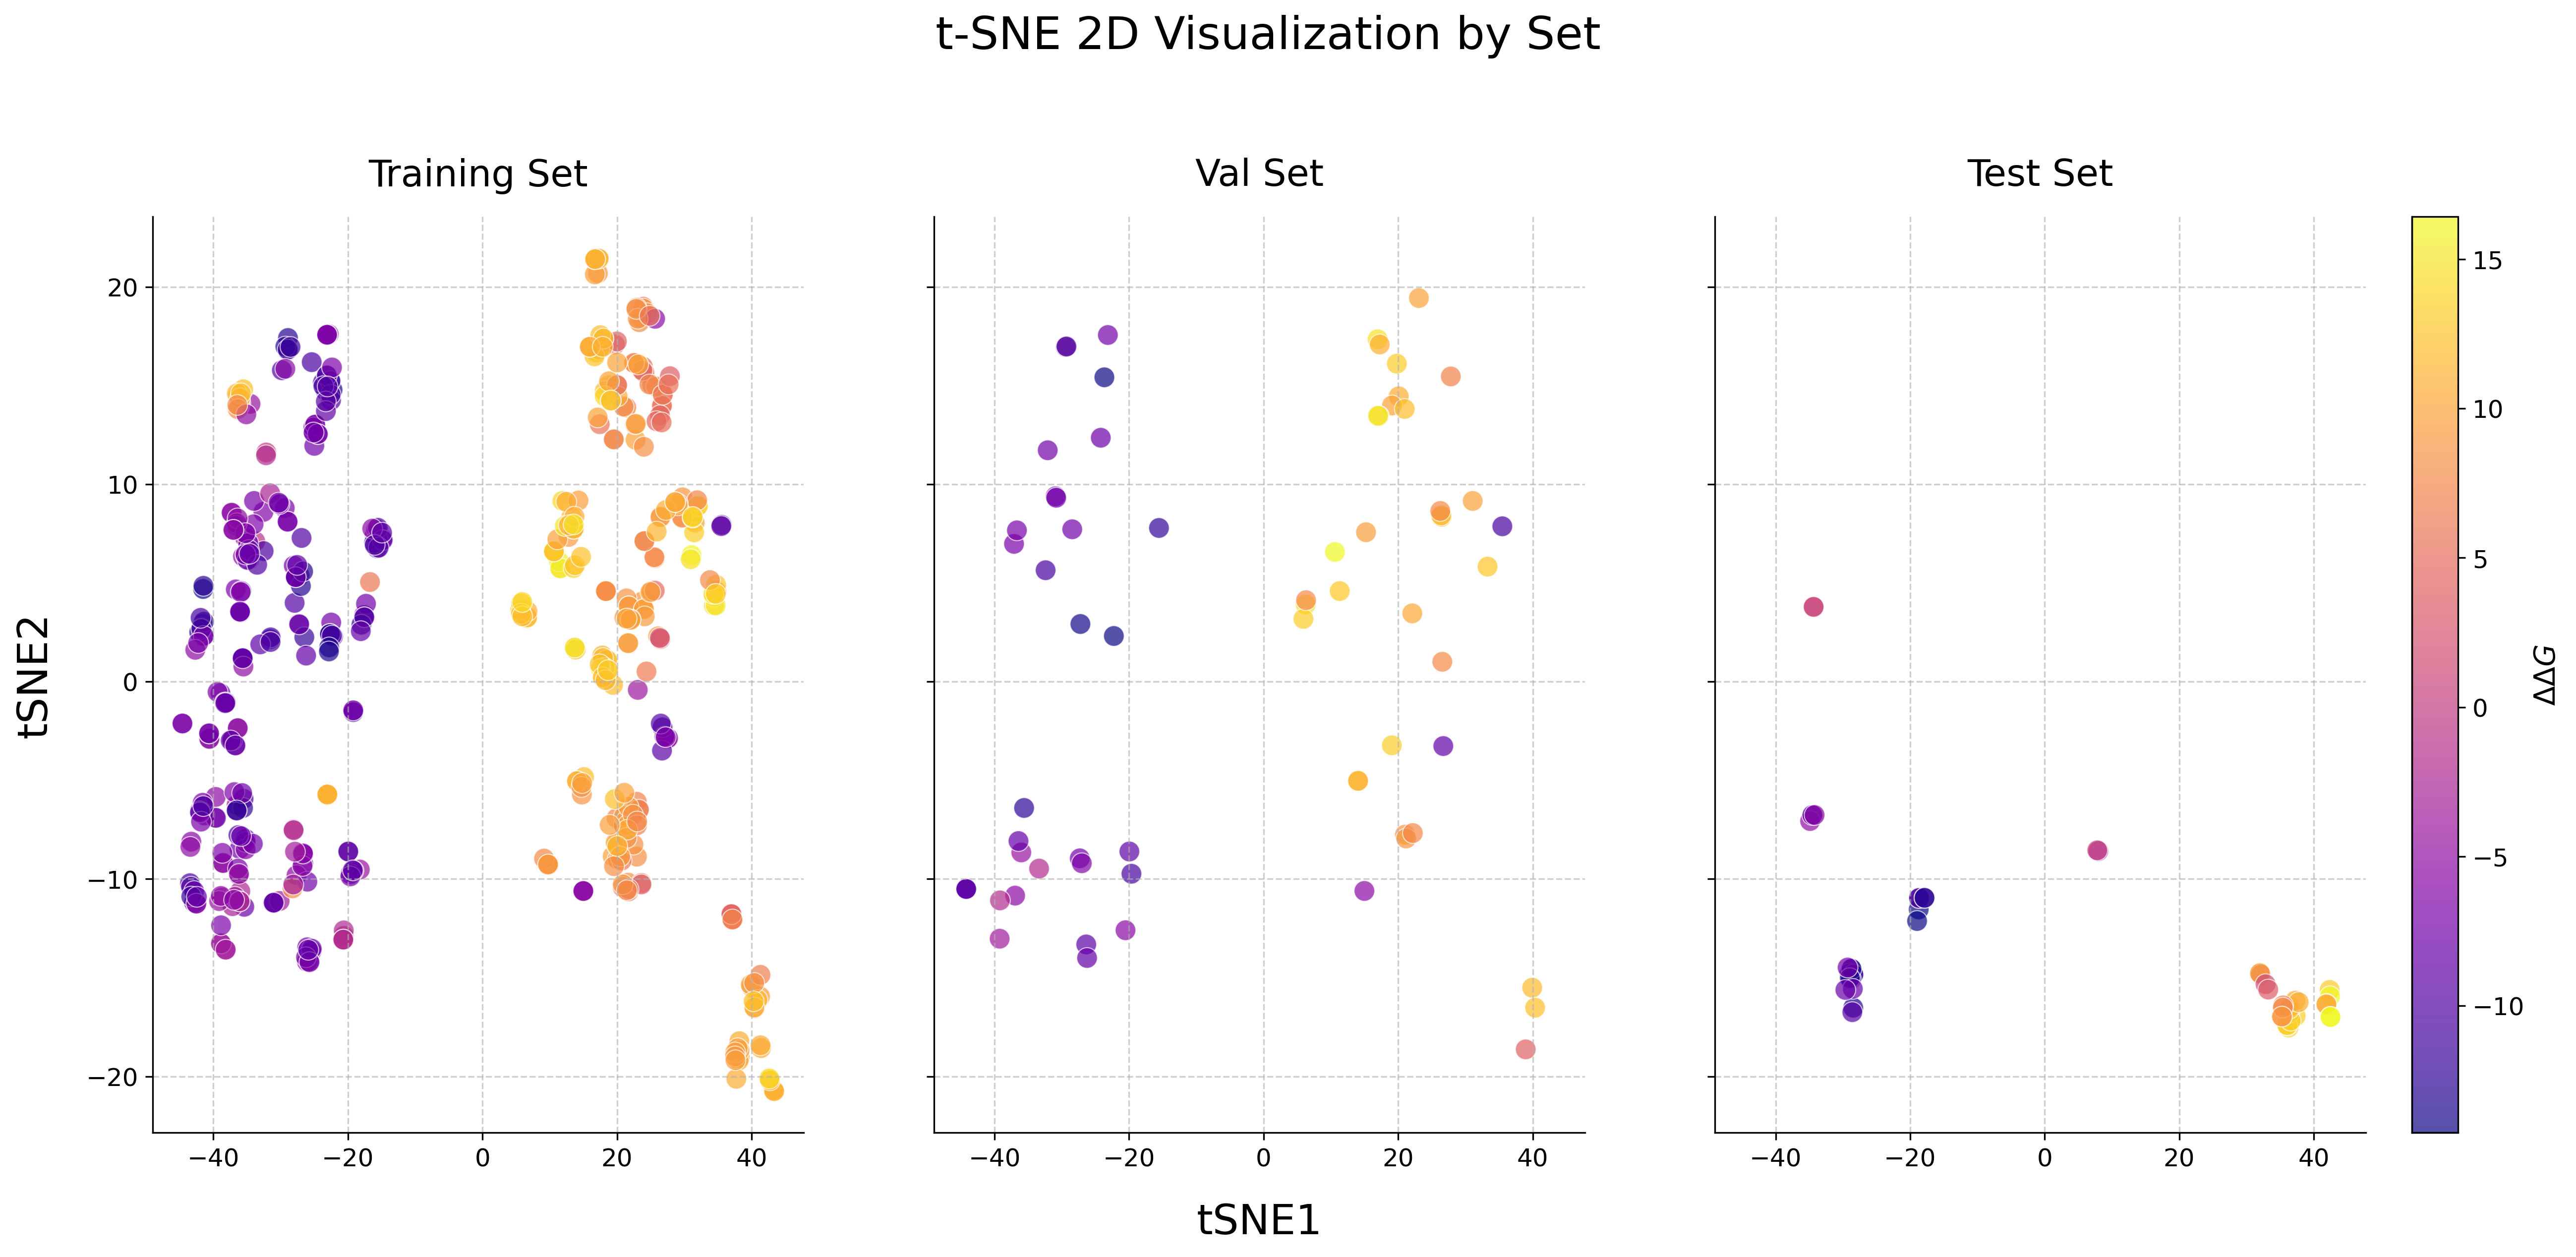 t-SNE 2D Visualization by Set
Training Set
Val Set
Test Set
tSNE2
20
10
0
−10
−20
−40 −20 0 20 40
−40 −20 0 20 40
−40 −20 0 20 40
tSNE1
15
10
5
0
−5
−10
ΔΔG